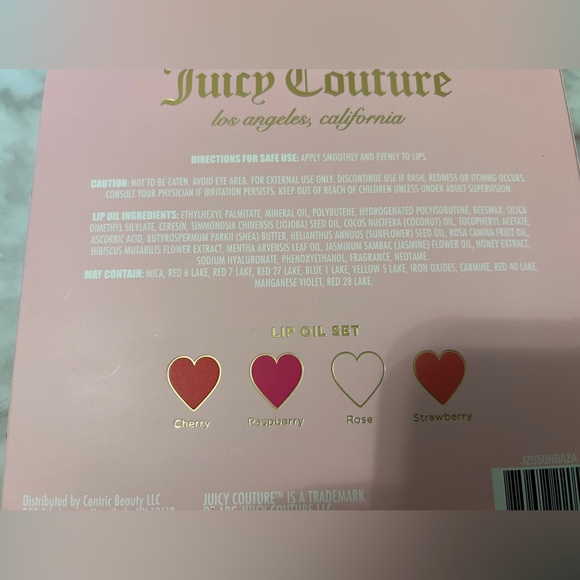 Juicy Couture
los angeles, california
DIRECTIONS FOR SAFE USE: APPLY SMOOTHLY AND EVENLY TO LIPS.
CAUTION: NOT TO BE EATEN. AVOID EYE AREA. FOR EXTERNAL USE ONLY. DISCONTINUE USE IF RASH, REDNESS OR ITCHING OCCURS.
CONSULT YOUR PHYSICIAN IF IRRITATION PERSISTS. KEEP OUT OF REACH OF CHILDREN UNLESS UNDER ADULT SUPERVISION.
LIP OIL INGREDIENTS: ETHYLHEXYL PALMITATE, MINERAL OIL, POLYBUTENE, HYDROGENATED POLYISOBUTENE, BEESWAX, SILICA
DIMETHYL SILYLATE, CERESIN, SIMMONDSIA CHINENSIS (JOJOBA) SEED OIL, COCOS NUCIFERA (COCONUT) OIL, TOCOPHERYL ACETATE,
ASCORBIC ACID, BUTYROSPERMUM PARKII (SHEA) BUTTER, HELIANTHUS ANNUUS (SUNFLOWER) SEED OIL, ROSA CANINA FRUIT OIL,
HIBISCUS MUTABILIS FLOWER EXTRACT, MENTHA ARVENSIS LEAF OIL, JASMINUM SAMBAC (JASMINE) FLOWER OIL, HONEY EXTRACT,
SODIUM HYALURONATE, PHENOXYETHANOL, FRAGRANCE, NEOTAME.
MAY CONTAIN: MICA, RED 6 LAKE, RED 7 LAKE, RED 27 LAKE, BLUE 1 LAKE, YELLOW 5 LAKE, IRON OXIDES, CARMINE, RED 40 LAKE,
MANGANESE VIOLET, RED 28 LAKE.
LIP OIL SET
Cherry Raspberry Rose Strawberry
JZO50HBAZA
Distributed by Centric Beauty LLC
JUICY COUTURE™ IS A TRADEMARK
OF ABG JUICY COUTURE LLC